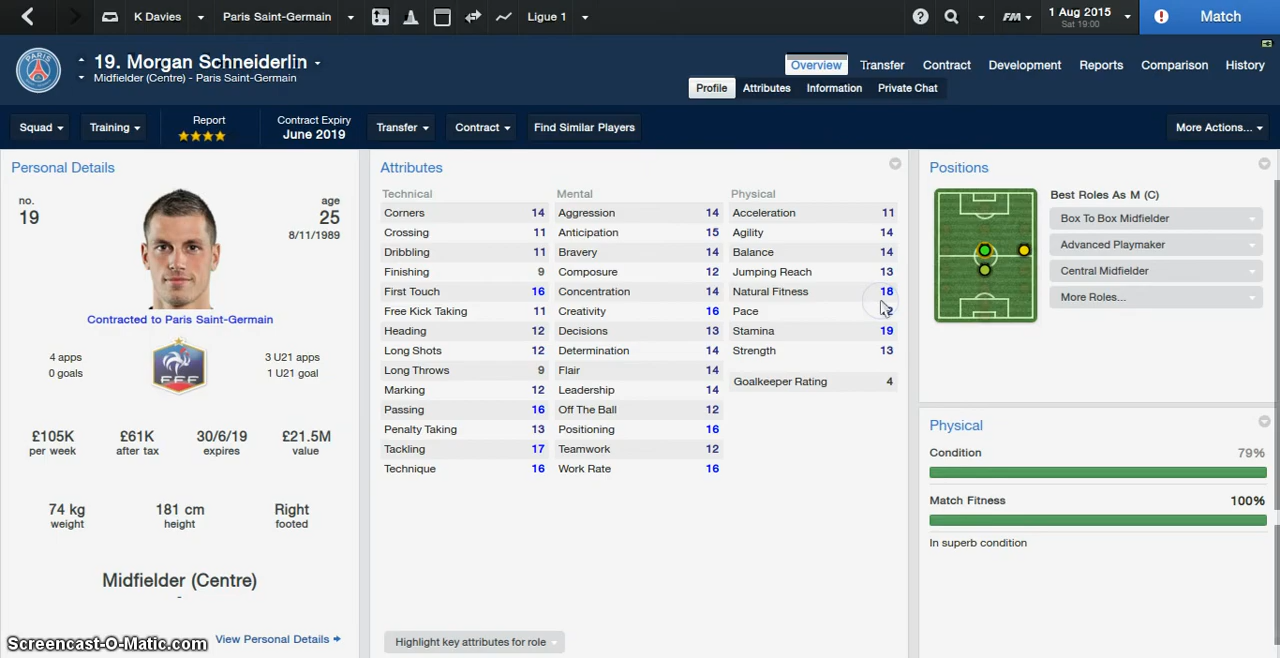 K Davies
Paris Saint-Germain
Ligue 1
?
FM
1 Aug 2015
Sat 19:00
Match
PARIS
19. Morgan Schneiderlin
Midfielder (Centre) - Paris Saint-Germain
Overview Transfer Contract Development Reports Comparison History
Profile Attributes Information Private Chat
Squad
Training
Report
Contract Expiry
June 2019
Transfer
Contract
Find Similar Players
More Actions...
Personal Details
no.
19
age
25
8/11/1989
Contracted to Paris Saint-Germain
4 apps
0 goals
FFF
3 U21 apps
1 U21 goal
£105K
per week
£61K
after tax
30/6/19
expires
£21.5M
value
74 kg
weight
181 cm
height
Right
footed
Midfielder (Centre)
-
View Personal Details
Screencast-O-Matic.com
Attributes
Technical
Corners 14
Crossing 11
Dribbling 11
Finishing 9
First Touch 16
Free Kick Taking 11
Heading 12
Long Shots 12
Long Throws 9
Marking 12
Passing 16
Penalty Taking 13
Tackling 17
Technique 16
Mental
Aggression 14
Anticipation 15
Bravery 14
Composure 12
Concentration 14
Creativity 16
Decisions 13
Determination 14
Flair 14
Leadership 14
Off The Ball 12
Positioning 16
Teamwork 12
Work Rate 16
Physical
Acceleration 11
Agility 14
Balance 14
Jumping Reach 13
Natural Fitness 18
Pace
Stamina 19
Strength 13
Goalkeeper Rating 4
Highlight key attributes for role
Positions
Best Roles As M (C)
Box To Box Midfielder
Advanced Playmaker
Central Midfielder
More Roles...
Physical
Condition 79%
Match Fitness 100%
In superb condition